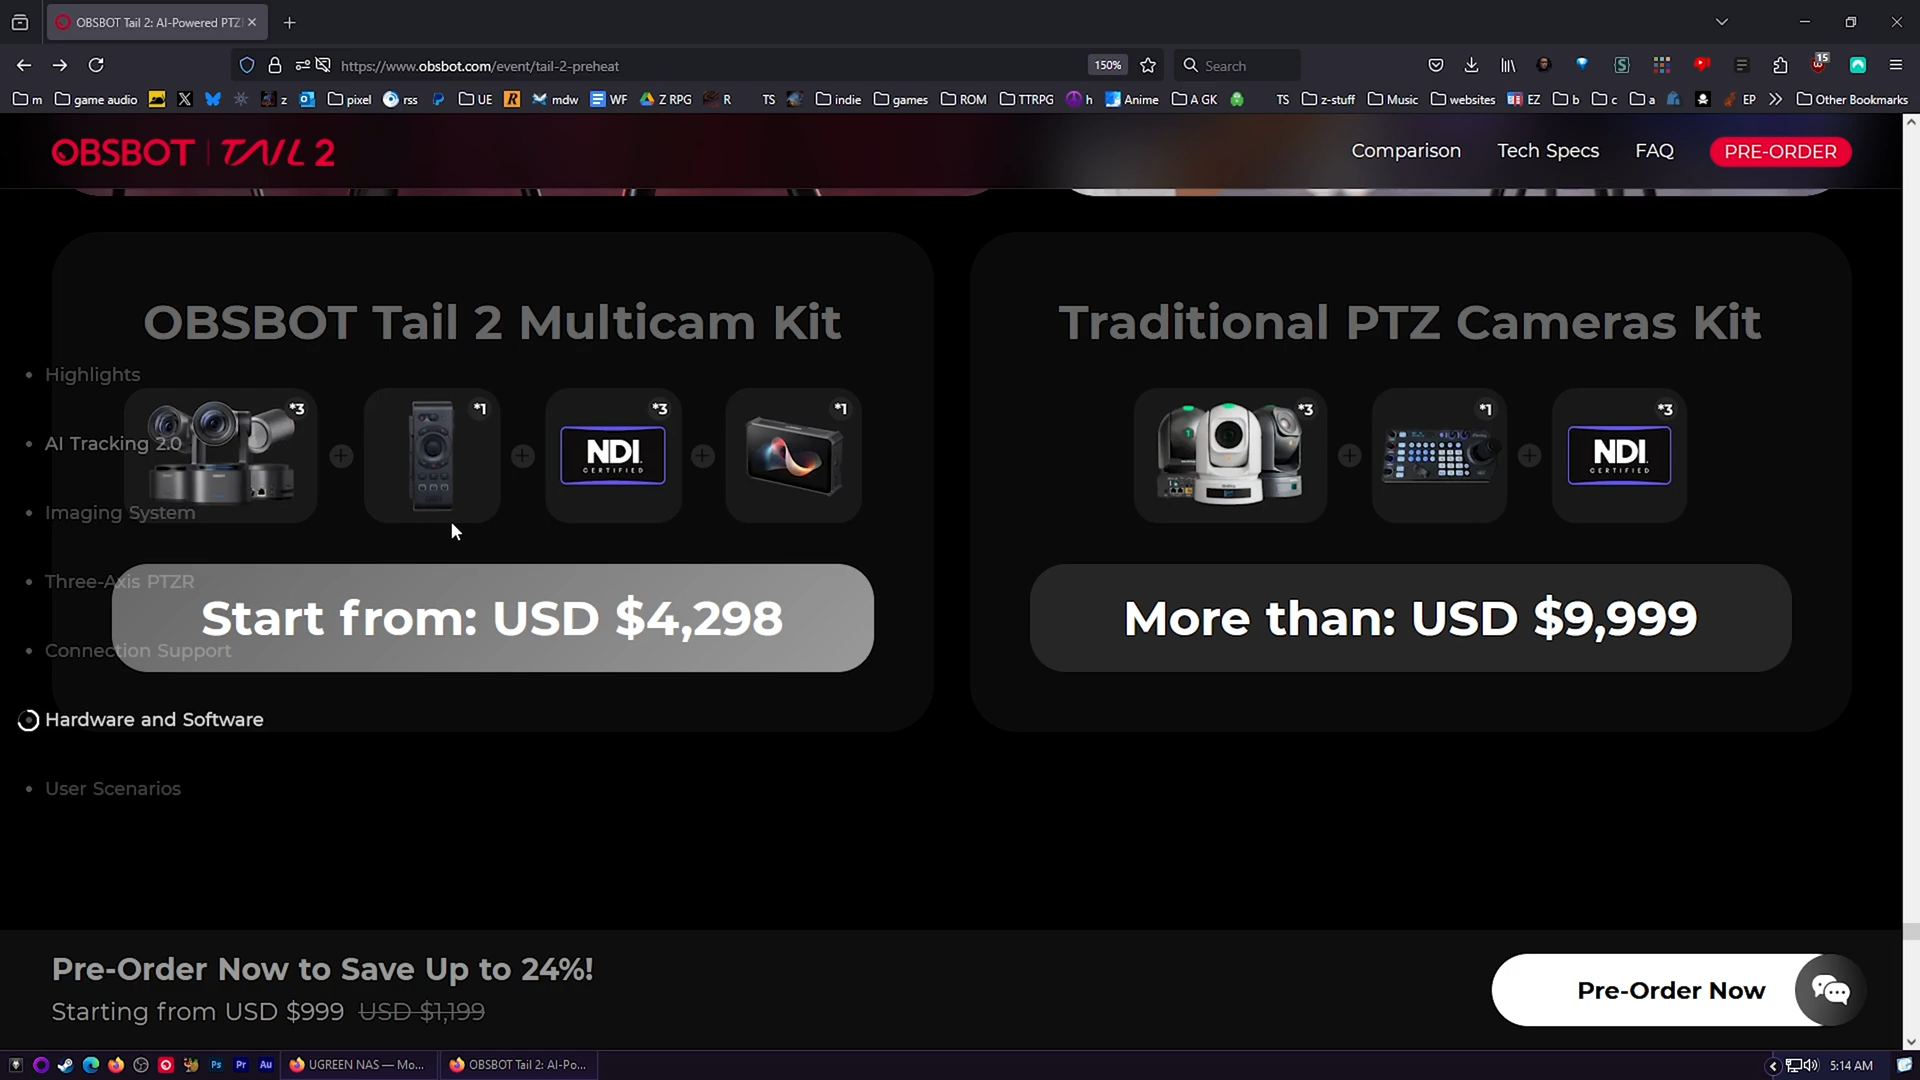 OBSBOT Tail 2: AI-Powered PTZ
https://www.obsbot.com/event/tail-2-preheat
150%
Search
15
m
game audio
z
pixel
rss
UE
mdw
WF
Z RPG
R
TS
indie
games
ROM
TTRPG
h
Anime
A GK
TS
z-stuff
Music
websites
EZ
b
c
a
EP
Other Bookmarks
OBSBOT | TAIL 2
Comparison
Tech Specs
FAQ
PRE-ORDER
OBSBOT Tail 2 Multicam Kit
Traditional PTZ Cameras Kit
Highlights
AI Tracking 2.0
Imaging System
Three-Axis PTZR
Connection Support
Hardware and Software
User Scenarios
*3
*1
*3
*1
NDI
CERTIFIED
*3
*1
*3
NDI
CERTIFIED
Start from: USD $4,298
More than: USD $9,999
Pre-Order Now to Save Up to 24%!
Starting from USD $999 USD $1,199
Pre-Order Now
Ps
Pr
Au
UGREEN NAS — Mo...
OBSBOT Tail 2: AI-Po...
5:14 AM